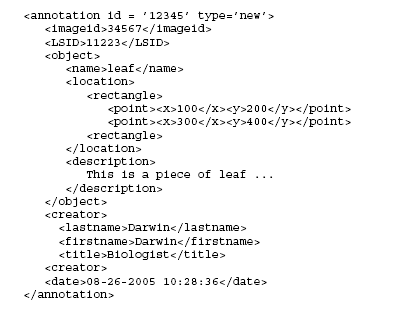 <annotation id = '12345' type='new'>
<imageid>34567</imageid>
<LSID>11223</LSID>
<object>
<name>leaf</name>
<location>
<rectangle>
<point><x>100</x><y>200</y></point>
<point><x>300</x><y>400</y></point>
<rectangle>
</location>
<description>
This is a piece of leaf ...
</description>
</object>
<creator>
<lastname>Darwin</lastname>
<firstname>Darwin</firstname>
<title>Biologist</title>
<creator>
<date>08-26-2005 10:28:36</date>
</annotation>